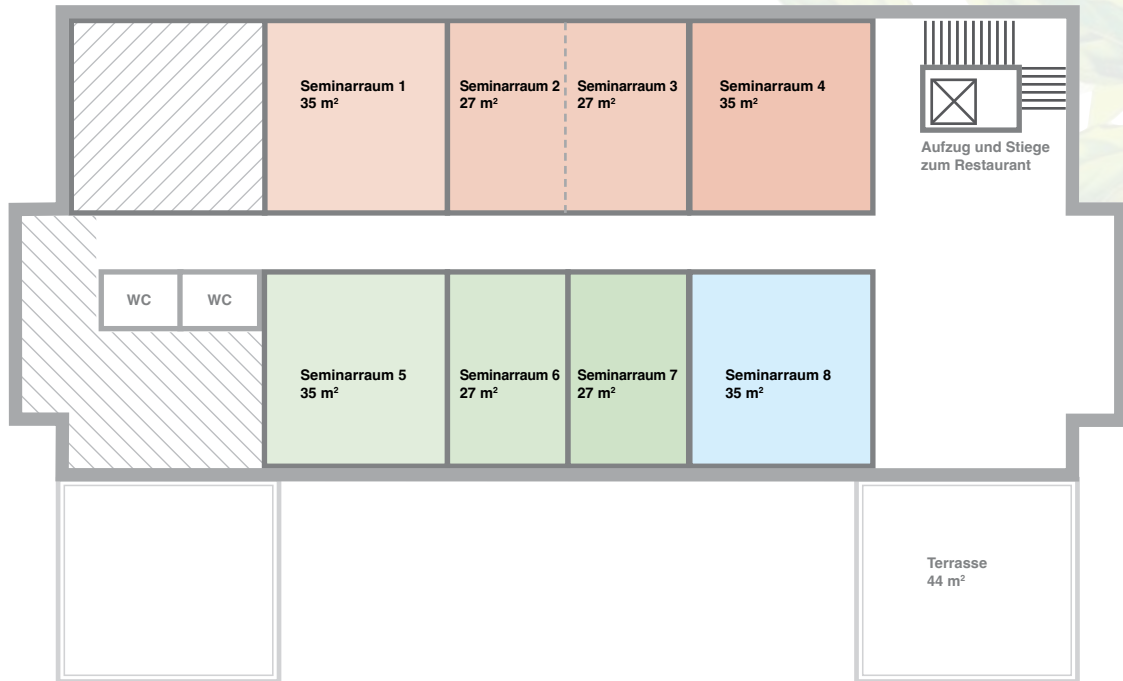 Seminarraum 1
35 m²
Seminarraum 2
27 m²
Seminarraum 3
27 m²
Seminarraum 4
35 m²
Aufzug und Stiege
zum Restaurant
WC
WC
Seminarraum 5
35 m²
Seminarraum 6
27 m²
Seminarraum 7
27 m²
Seminarraum 8
35 m²
Terrasse
44 m²